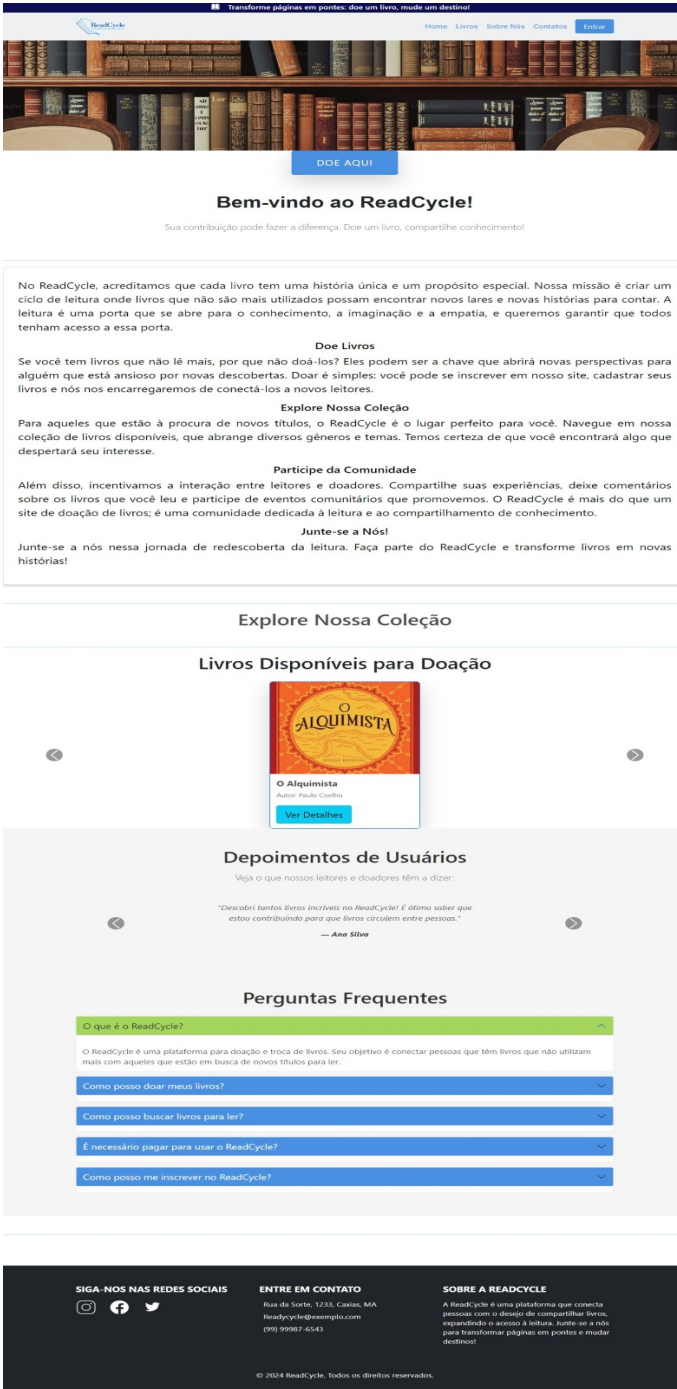 Transforme páginas em pontes: doe um livro, mude um destino!
ReadCycle
Home Livros Sobre Nós Contatos Entrar
DOE AQUI
Bem-vindo ao ReadCycle!
Sua contribuição pode fazer a diferença. Doe um livro, compartilhe conhecimento!
No ReadCycle, acreditamos que cada livro tem uma história única e um propósito especial. Nossa missão é criar um
ciclo de leitura onde livros que não são mais utilizados possam encontrar novos lares e novas histórias para contar. A
leitura é uma porta que se abre para o conhecimento, a imaginação e a empatia, e queremos garantir que todos
tenham acesso a essa porta.
Doe Livros
Se você tem livros que não lê mais, por que não doá-los? Eles podem ser a chave que abrirá novas perspectivas para
alguém que está ansioso por novas descobertas. Doar é simples: você pode se inscrever em nosso site, cadastrar seus
livros e nós nos encarregaremos de conectá-los a novos leitores.
Explore Nossa Coleção
Para aqueles que estão à procura de novos títulos, o ReadCycle é o lugar perfeito para você. Navegue em nossa
coleção de livros disponíveis, que abrange diversos gêneros e temas. Temos certeza de que você encontrará algo que
despertará seu interesse.
Participe da Comunidade
Além disso, incentivamos a interação entre leitores e doadores. Compartilhe suas experiências, deixe comentários
sobre os livros que você leu e participe de eventos comunitários que promovemos. O ReadCycle é mais do que um
site de doação de livros; é uma comunidade dedicada à leitura e ao compartilhamento de conhecimento.
Junte-se a Nós!
Junte-se a nós nessa jornada de redescoberta da leitura. Faça parte do ReadCycle e transforme livros em novas
histórias!
Explore Nossa Coleção
Livros Disponíveis para Doação
O
ALQUIMISTA
O Alquimista
Autor: Paulo Coelho
Ver Detalhes
Depoimentos de Usuários
Veja o que nossos leitores e doadores têm a dizer:
"Descobri tantos livros incríveis no ReadCycle! É ótimo saber que
estou contribuindo para que livros circulem entre pessoas."
— Ana Silva
Perguntas Frequentes
O que é o ReadCycle?
O ReadCycle é uma plataforma para doação e troca de livros. Seu objetivo é conectar pessoas que têm livros que não utilizam
mais com aqueles que estão em busca de novos títulos para ler.
Como posso doar meus livros?
Como posso buscar livros para ler?
É necessário pagar para usar o ReadCycle?
Como posso me inscrever no ReadCycle?
SIGA-NOS NAS REDES SOCIAIS
ENTRE EM CONTATO
Rua da Sorte, 1233, Caxias, MA
Readycycle@exemplo.com
(99) 99987-6543
SOBRE A READCYCLE
A ReadCycle é uma plataforma que conecta
pessoas com o desejo de compartilhar livros,
expandindo o acesso à leitura. Junte-se a nós
para transformar páginas em pontes e mudar
destinos!
© 2024 ReadCycle. Todos os direitos reservados.